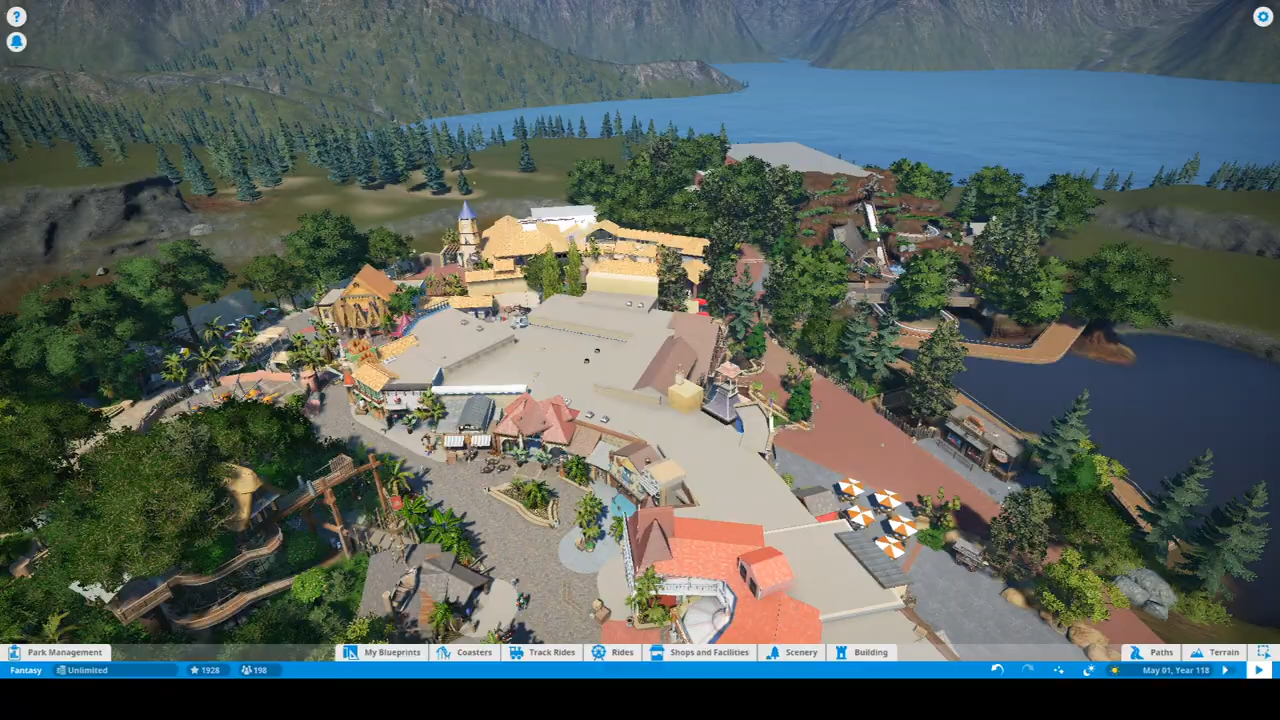 ?
Park Management
My Blueprints
Coasters
Track Rides
Rides
Shops and Facilities
Scenery
Building
Paths
Terrain
Fantasy
Unlimited
1928
198
May 01, Year 118